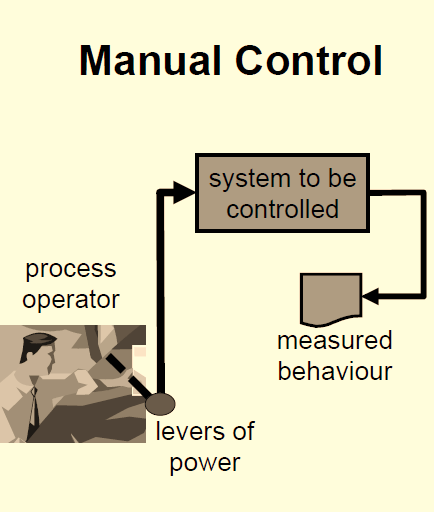 Manual Control
system to be
controlled
process
operator
measured
behaviour
levers of
power